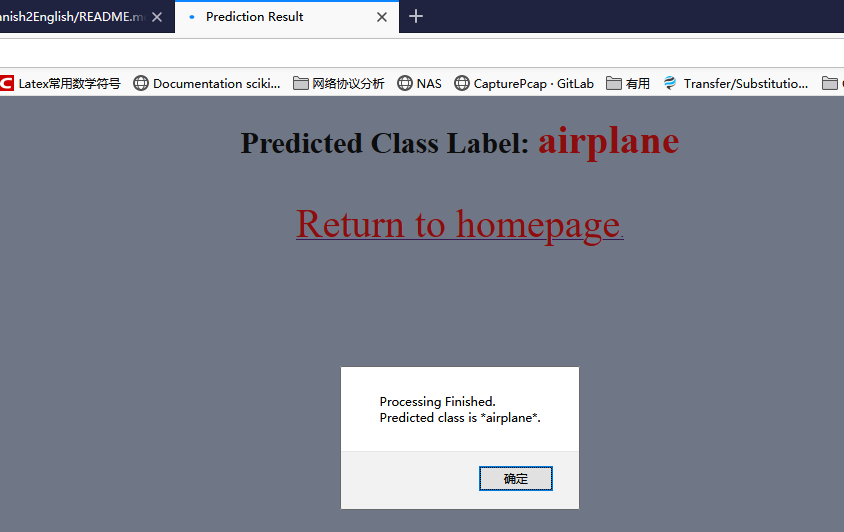 nish2English/README.m
Prediction Result
Latex常用数学符号 Documentation sciki... 网络协议分析 NAS CapturePcap · GitLab 有用 Transfer/Substitutio...
Predicted Class Label: airplane
Return to homepage.
Processing Finished.
Predicted class is *airplane*.
确定